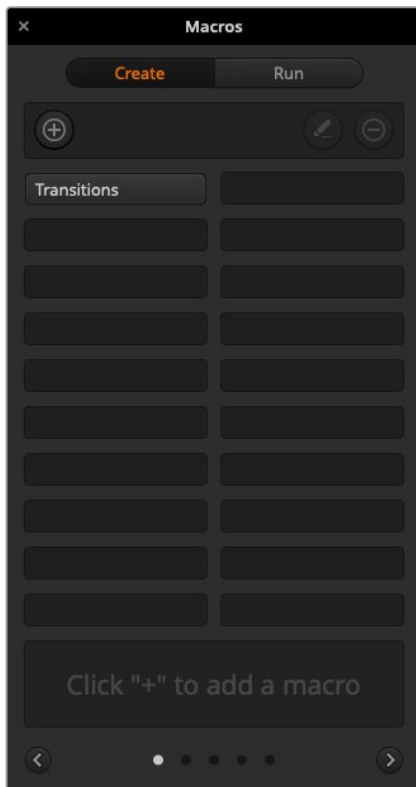 Macros
Create
Run
Transitions
Click "+" to add a macro